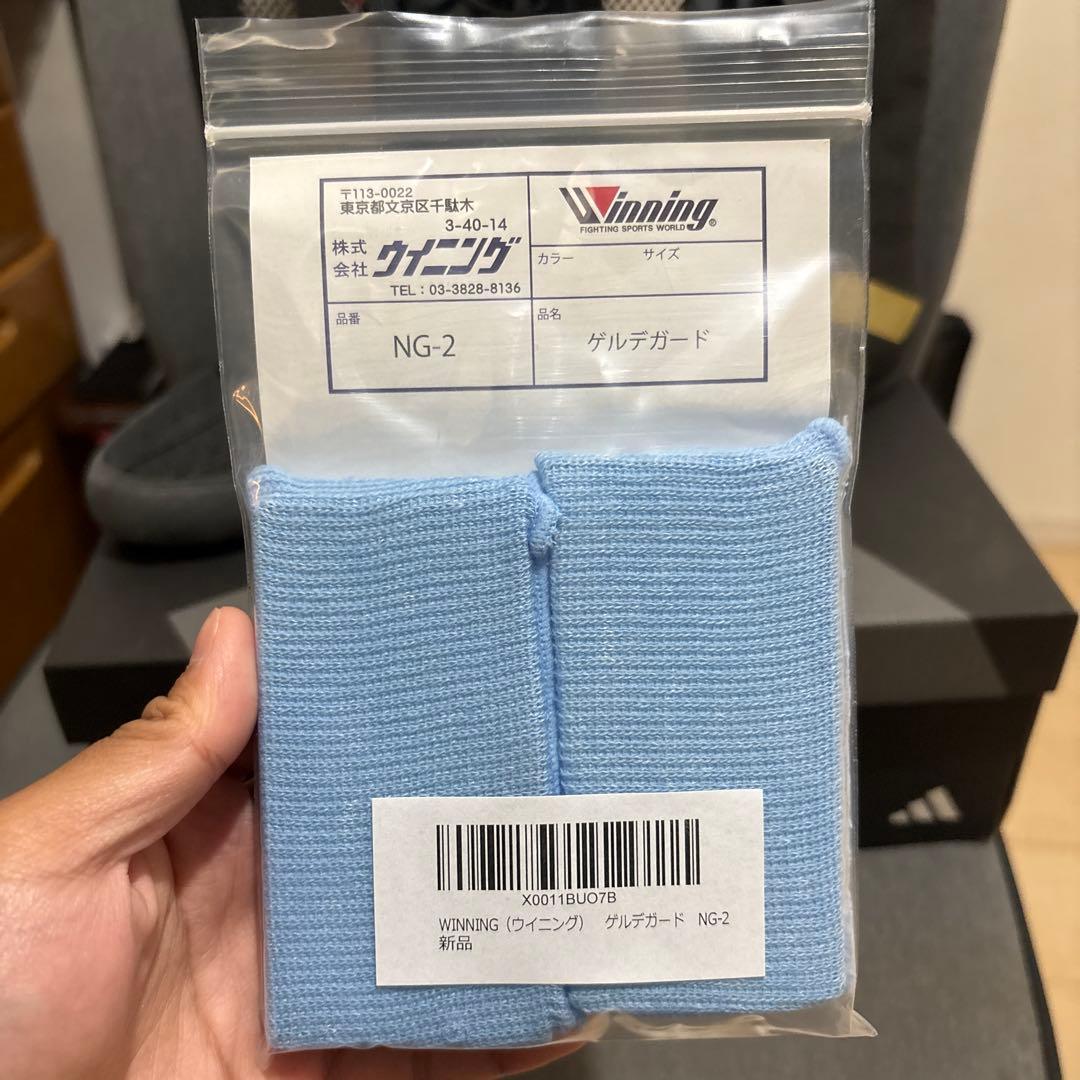 〒113-0022
東京都文京区千駄木
3-40-14
株式
会社 ウイニング
TEL：03-3828-8136
Winning®
FIGHTING SPORTS WORLD
カラー サイズ
品番
NG-2
品名
ゲルデガード
X0011BUO7B
WINNING（ウイニング） ゲルデガード NG-2
新品